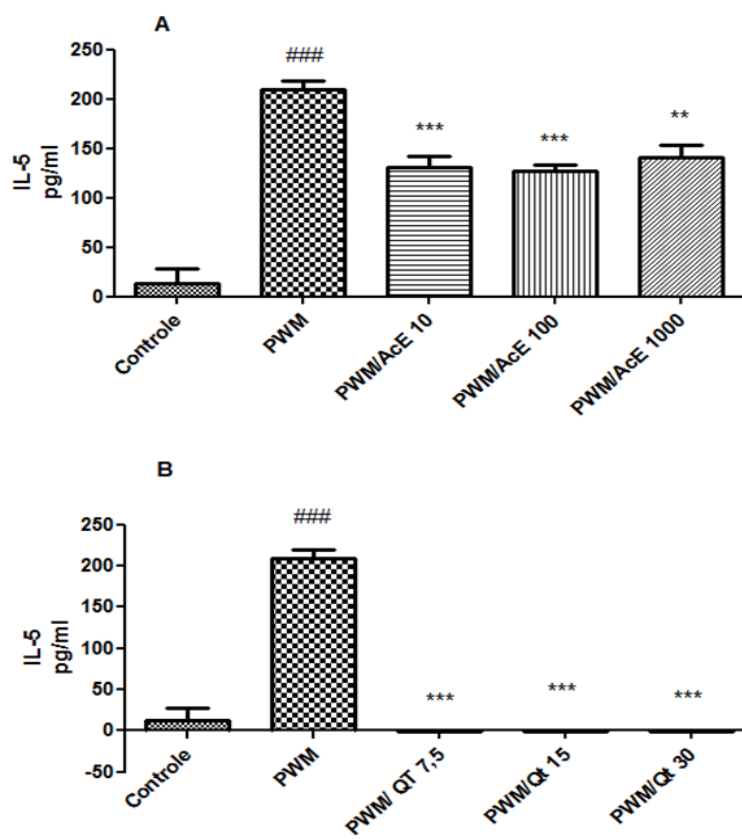 A
250
200
150
100
50
0
IL-5
pg/ml
###
***
***
**
Controle
PWM
PWM/AcE 10
PWM/AcE 100
PWM/AcE 1000
B
250
200
150
100
50
0
-50
IL-5
pg/ml
###
***
***
***
Controle
PWM
PWM/ QT 7,5
PWM/Qt 15
PWM/Qt 30